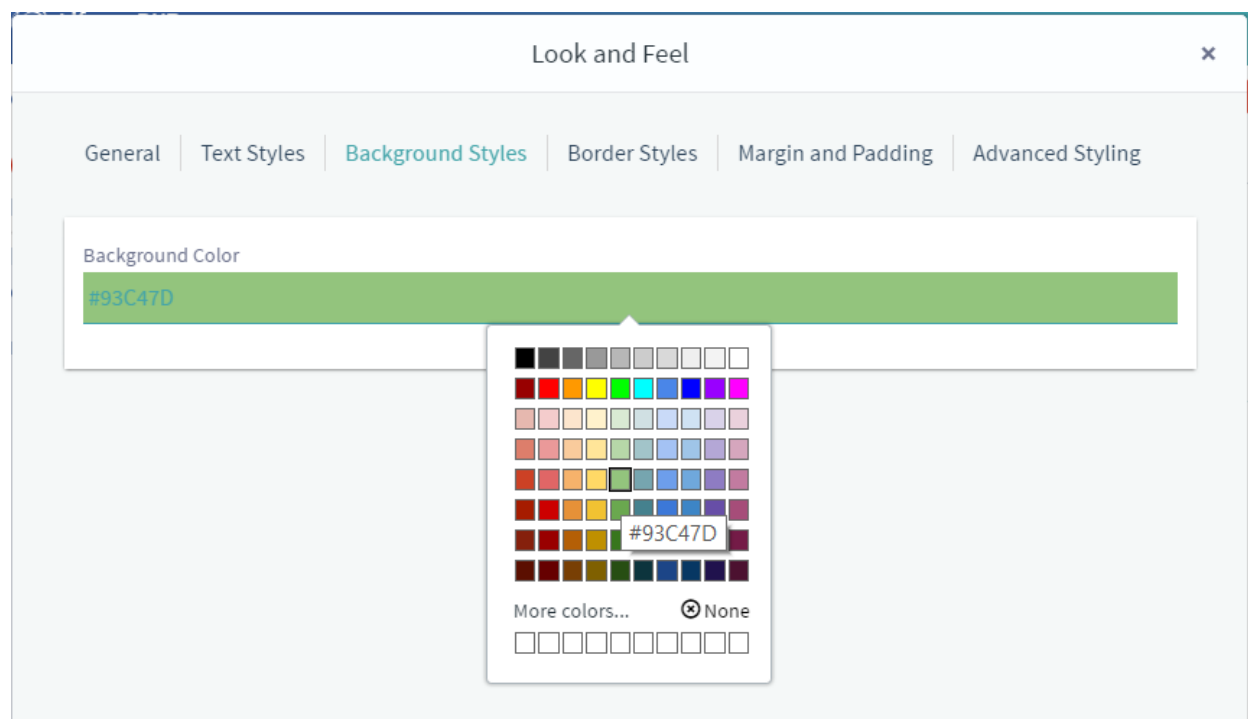 Look and Feel ×
General Text Styles Background Styles Border Styles Margin and Padding Advanced Styling
Background Color
#93C47D
#93C47D
More colors... None